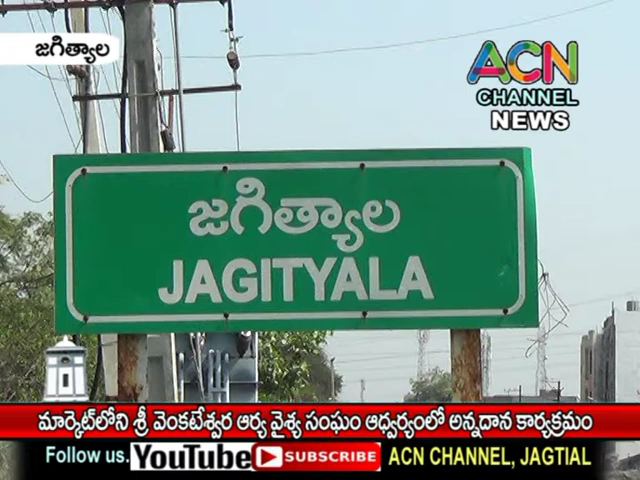 జగిత్యాల
ACN
CHANNEL
NEWS
జగిత్యాల
JAGITYALA
మార్కెట్‌లోని శ్రీ వెంకటేశ్వర ఆర్య వైశ్య సంఘం ఆధ్వర్యంలో అన్నదాన కార్యక్రమం
Follow us. YouTube SUBSCRIBE ACN CHANNEL, JAGTIAL